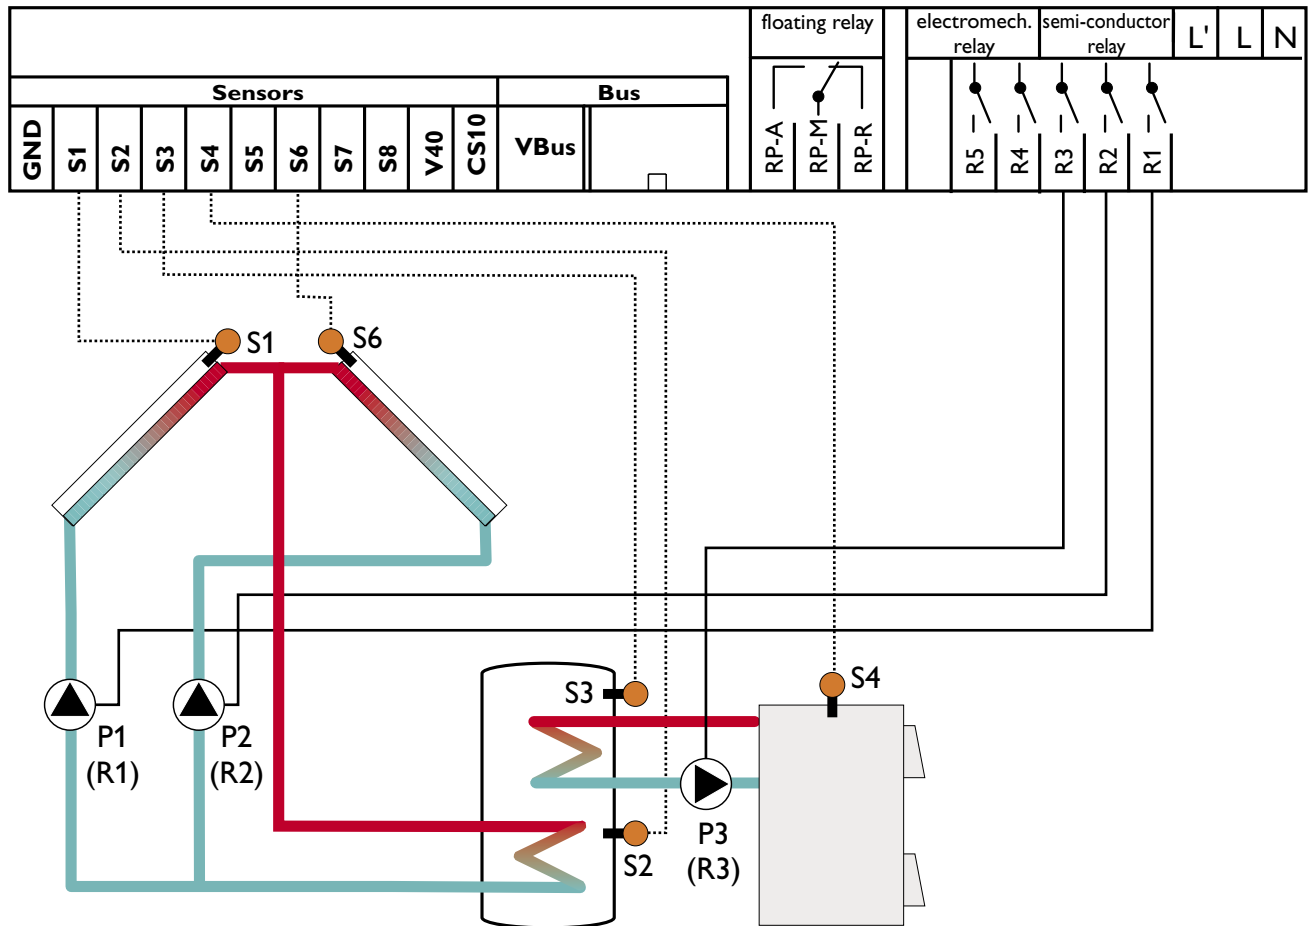 floating relay
electromech.
relay
semi-conductor
relay
L'
L
N
Sensors
Bus
GND
S1
S2
S3
S4
S5
S6
S7
S8
V40
CS10
VBus
RP-A
RP-M
RP-R
R5
R4
R3
R2
R1
S1
S6
S3
S4
P1
(R1)
P2
(R2)
S2
P3
(R3)